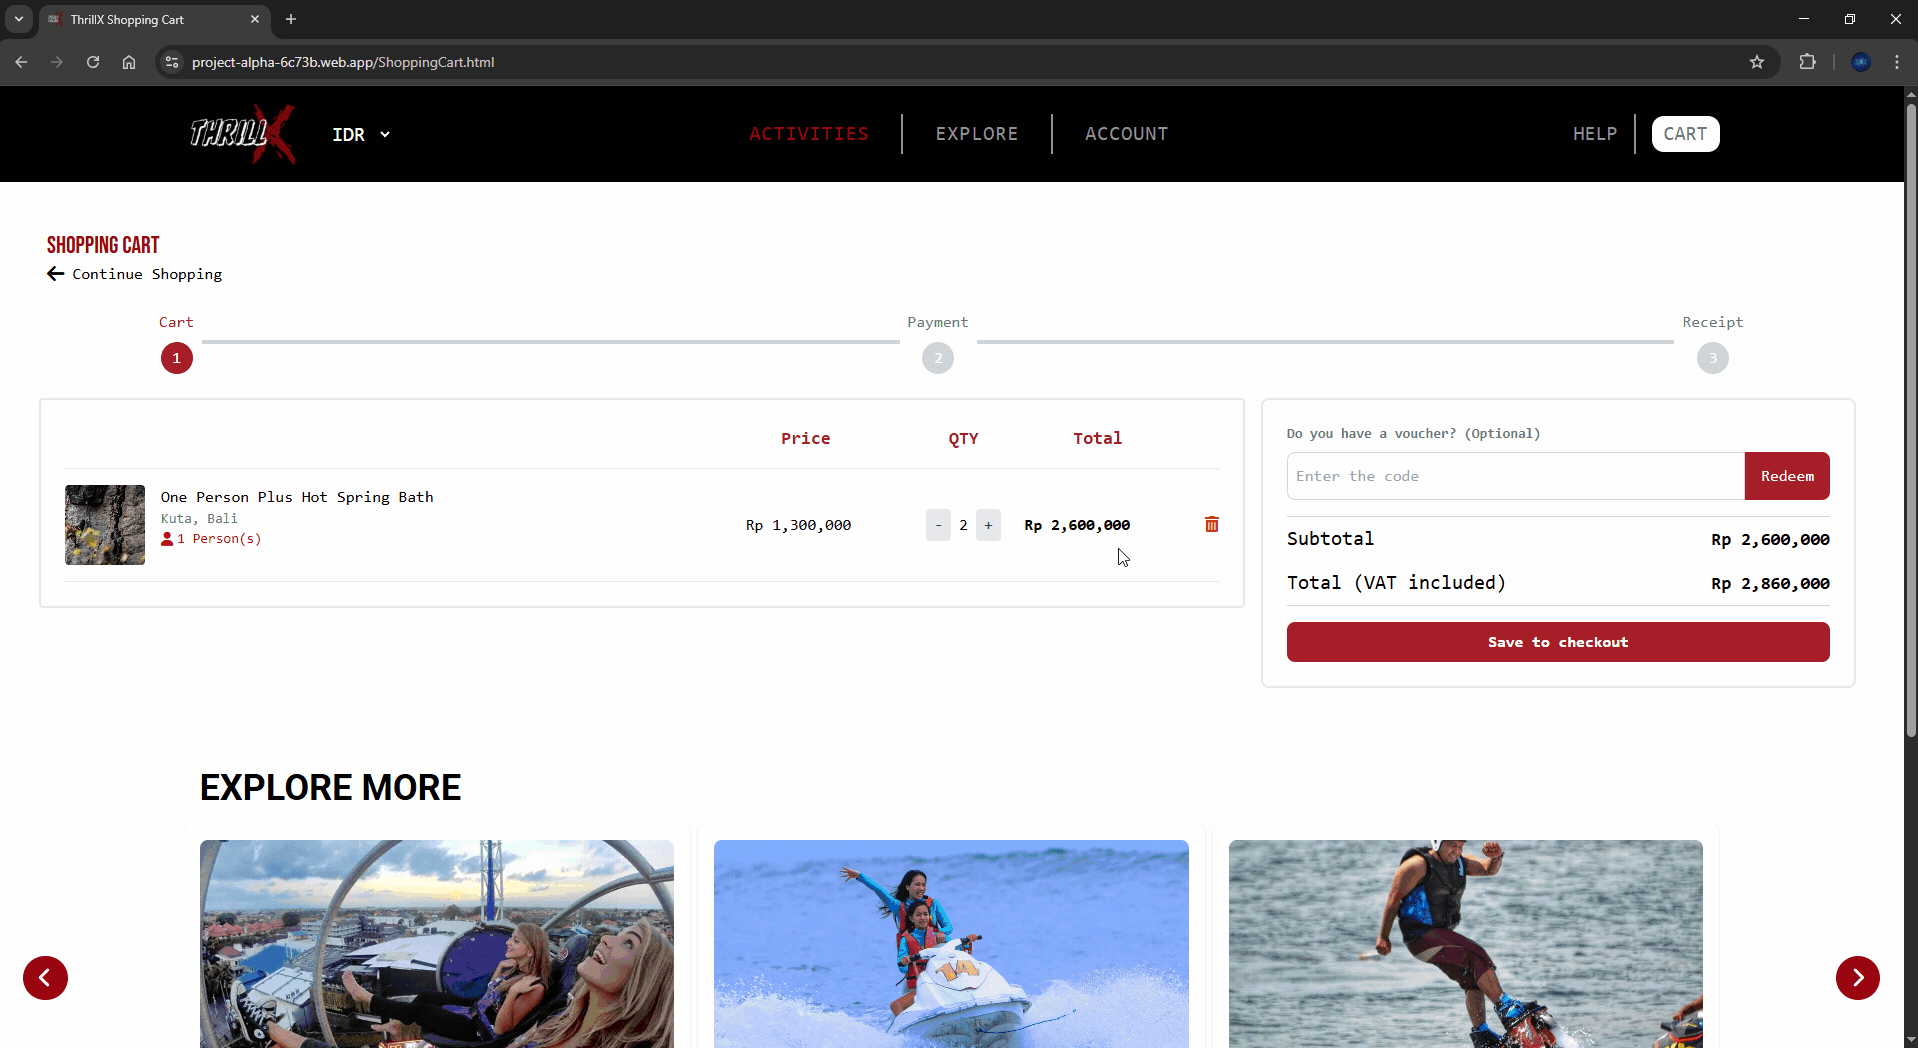 ThrillX Shopping Cart
project-alpha-6c73b.web.app/ShoppingCart.html
THRILLX
IDR
ACTIVITIES
EXPLORE
ACCOUNT
HELP
CART
SHOPPING CART
Continue Shopping
Cart
Payment
Receipt
1
2
3
Price QTY Total
One Person Plus Hot Spring Bath
Kuta, Bali
1 Person(s)
Rp 1,300,000
- 2 +
Rp 2,600,000
Do you have a voucher? (Optional)
Enter the code
Redeem
Subtotal Rp 2,600,000
Total (VAT included) Rp 2,860,000
Save to checkout
EXPLORE MORE
14